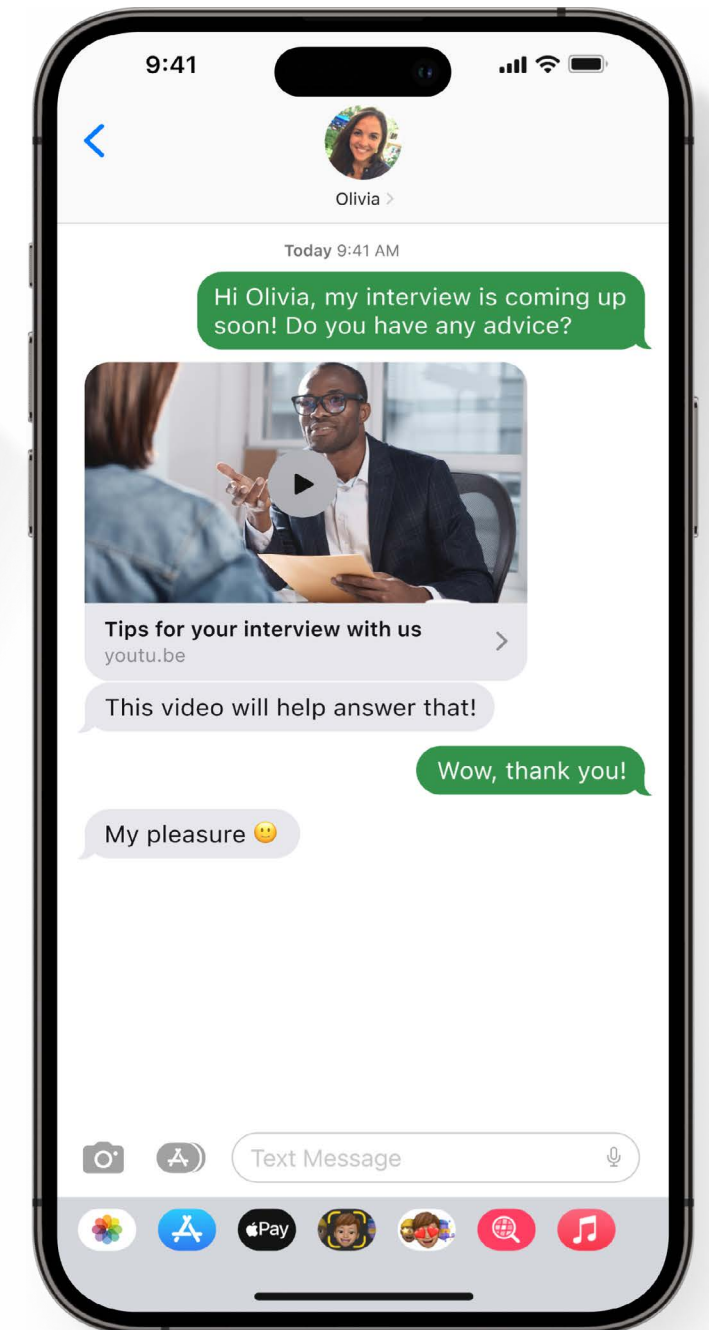 9:41
Olivia >
Today 9:41 AM
Hi Olivia, my interview is coming up
soon! Do you have any advice?
Tips for your interview with us
youtu.be
This video will help answer that!
Wow, thank you!
My pleasure 🙂
Text Message
Pay